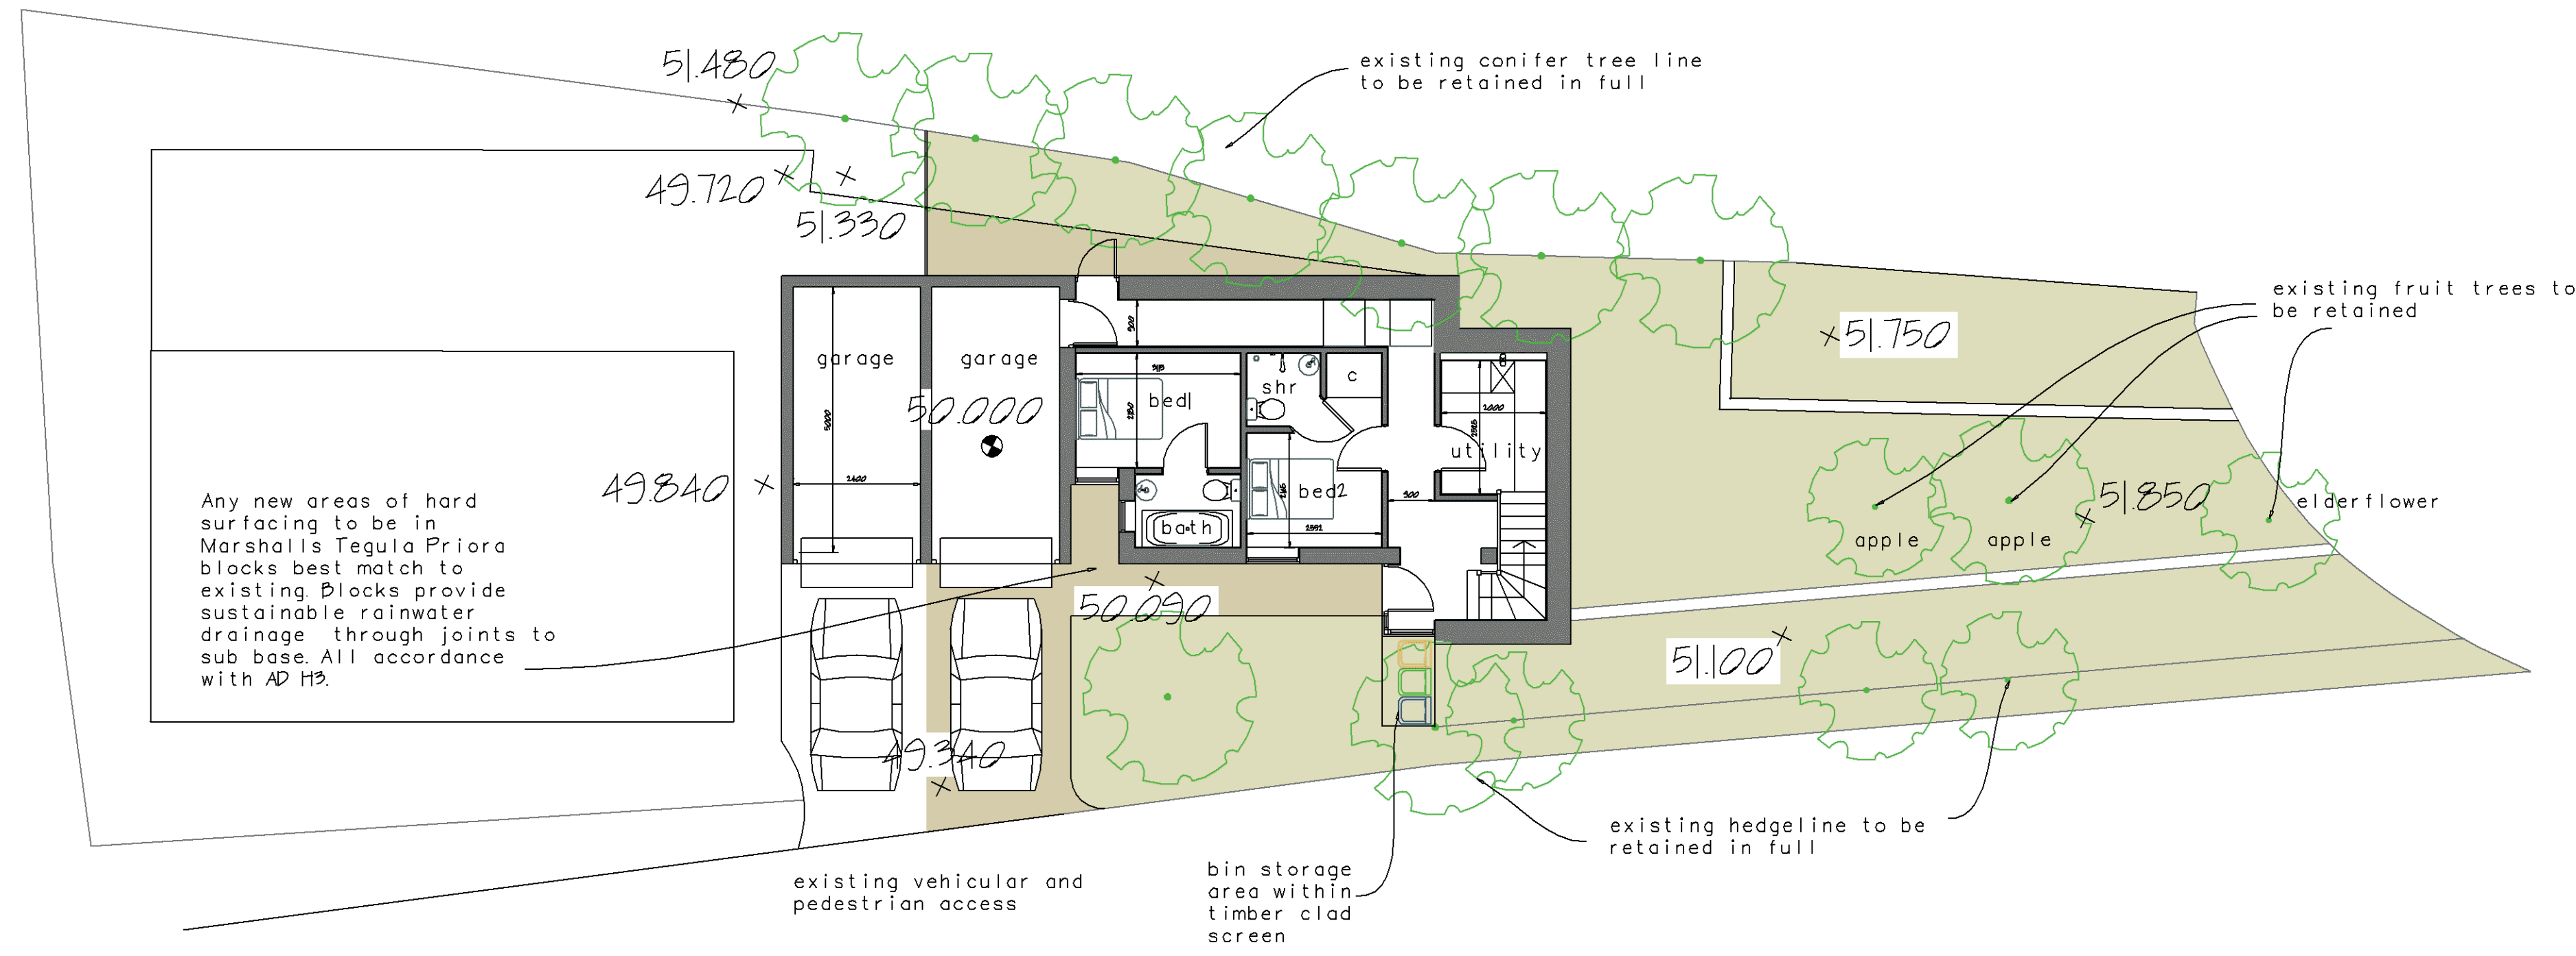 51.480
existing conifer tree line
to be retained in full
49.720
51.330
existing fruit trees to
be retained
51.750
garage
garage
50.000
bed1
shr
c
utility
bed2
bath
900
5000
2400
2000
900
49.840
51.850
elderflower
apple
apple
Any new areas of hard
surfacing to be in
Marshalls Tegula Priora
blocks best match to
existing. Blocks provide
sustainable rainwater
drainage through joints to
sub base. All accordance
with AD H3.
50.090
51.100
49.340
existing hedgeline to be
retained in full
existing vehicular and
pedestrian access
bin storage
area within
timber clad
screen